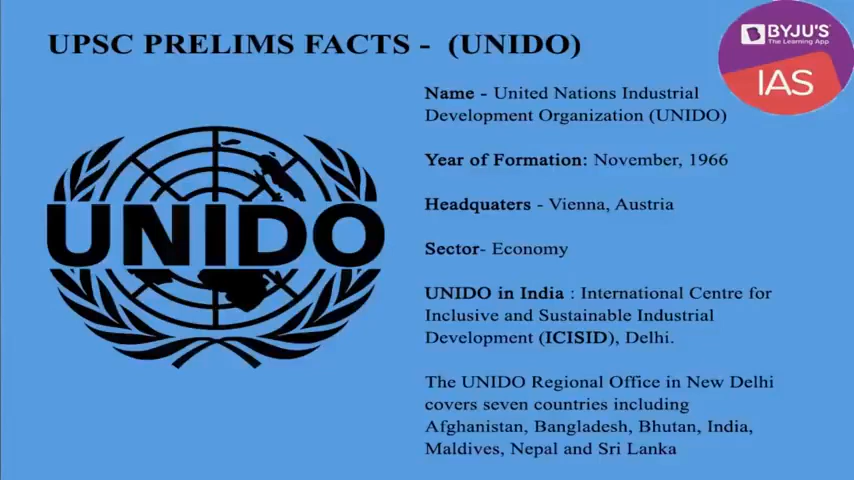 UPSC PRELIMS FACTS - (UNIDO)
BYJU'S
The Learning App
IAS
UNIDO
Name - United Nations Industrial
Development Organization (UNIDO)
Year of Formation: November, 1966
Headquaters - Vienna, Austria
Sector- Economy
UNIDO in India : International Centre for
Inclusive and Sustainable Industrial
Development (ICISID), Delhi.
The UNIDO Regional Office in New Delhi
covers seven countries including
Afghanistan, Bangladesh, Bhutan, India,
Maldives, Nepal and Sri Lanka